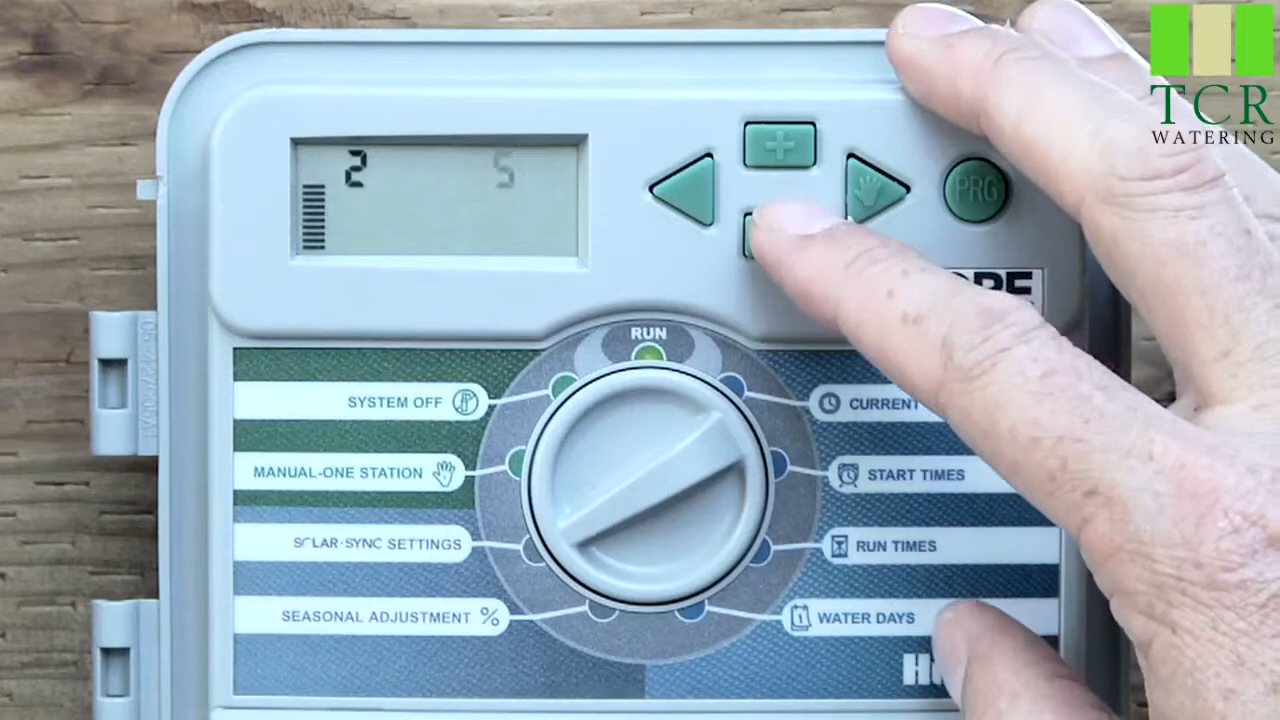 TCR
WATERING
2 5
PRG
RUN
SYSTEM OFF
CURRENT
MANUAL-ONE STATION
START TIMES
SOLAR-SYNC SETTINGS
RUN TIMES
SEASONAL ADJUSTMENT %
1
WATER DAYS